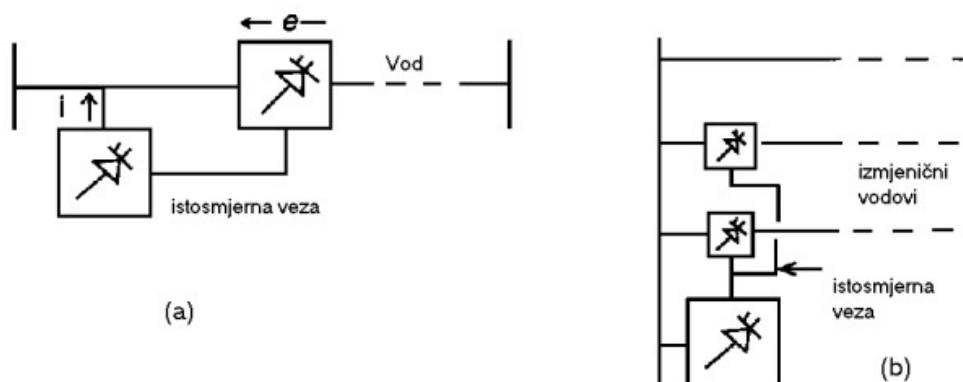 e
Vod
i
istosmjerna veza
(a)
izmjenični
vodovi
istosmjerna
veza
(b)